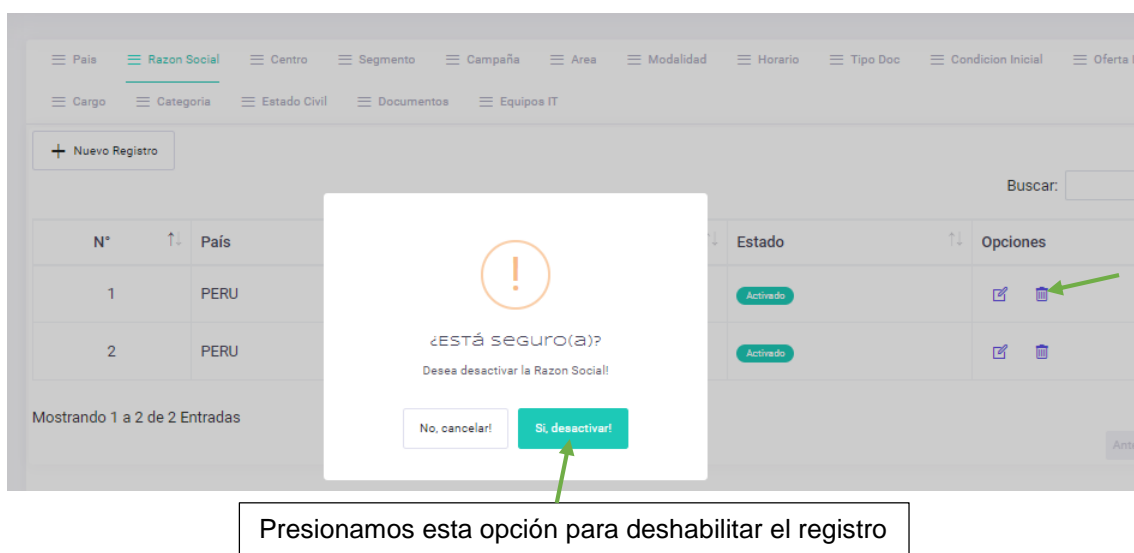 Pais Razon Social Centro Segmento Campaña Area Modalidad Horario Tipo Doc Condicion Inicial Oferta
Cargo Categoria Estado Civil Documentos Equipos IT
Nuevo Registro
Buscar:
N° País Estado Opciones
1 PERU Activado
2 PERU Activado
¿Está seguro(a)?
Desea desactivar la Razon Social!
No, cancelar! Si, desactivar!
Mostrando 1 a 2 de 2 Entradas
Presionamos esta opción para deshabilitar el registro